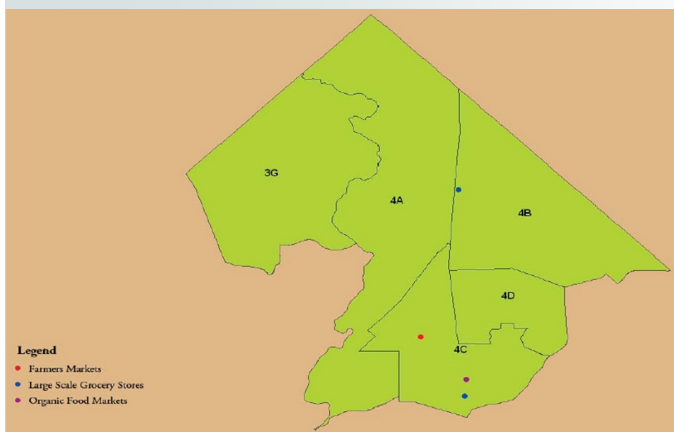 3G
4A
4B
4D
4C
Legend
Farmers Markets
Large Scale Grocery Stores
Organic Food Markets